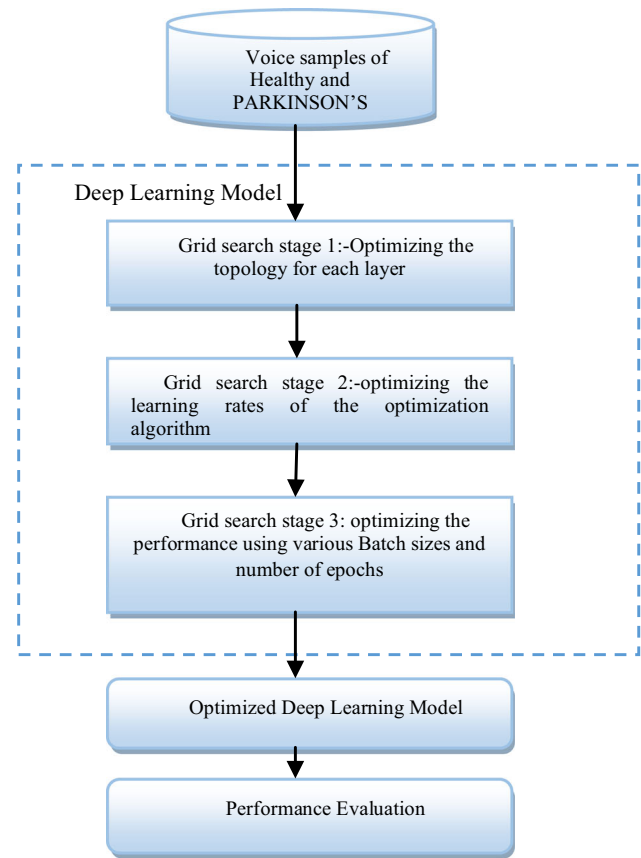 Voice samples of
Healthy and
PARKINSON’S
Deep Learning Model
Grid search stage 1:-Optimizing the
topology for each layer
Grid search stage 2:-optimizing the
learning rates of the optimization
algorithm
Grid search stage 3: optimizing the
performance using various Batch sizes and
number of epochs
Optimized Deep Learning Model
Performance Evaluation